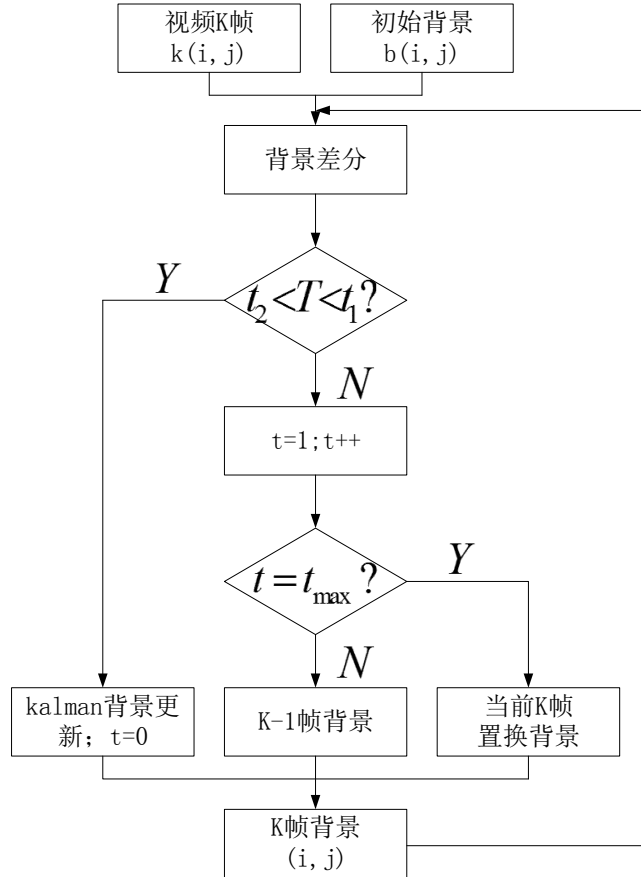 视频K帧
k(i,j)
初始背景
b(i,j)
背景差分
t₂<T<t₁?
Y
N
t=1;t++
t=t_max?
Y
N
kalman背景更
新；t=0
K-1帧背景
当前K帧
置换背景
K帧背景
(i,j)